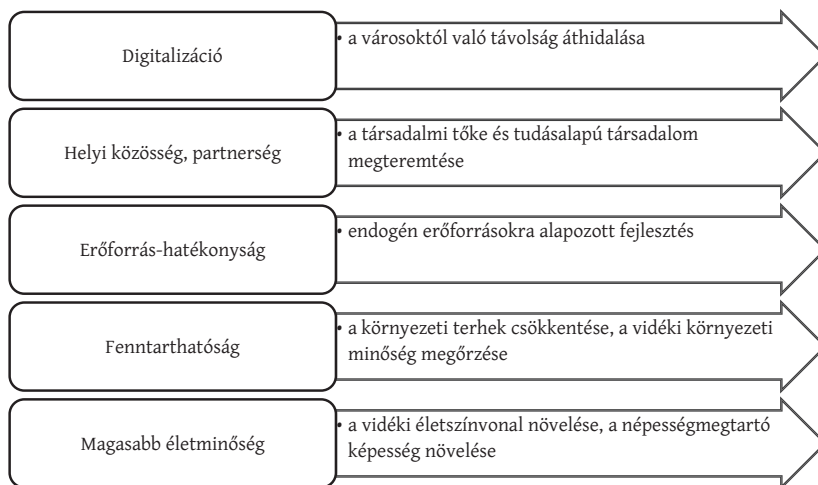 Digitalizáció
• a városoktól való távolság áthidalása
Helyi közösség, partnerség
• a társadalmi tőke és tudásalapú társadalom
megteremtése
Erőforrás-hatékonyság
• endogén erőforrásokra alapozott fejlesztés
Fenntarthatóság
• a környezeti terhek csökkentése, a vidéki környezeti
minőség megőrzése
Magasabb életminőség
• a vidéki életszínvonal növelése, a népességmegtartó
képesség növelése